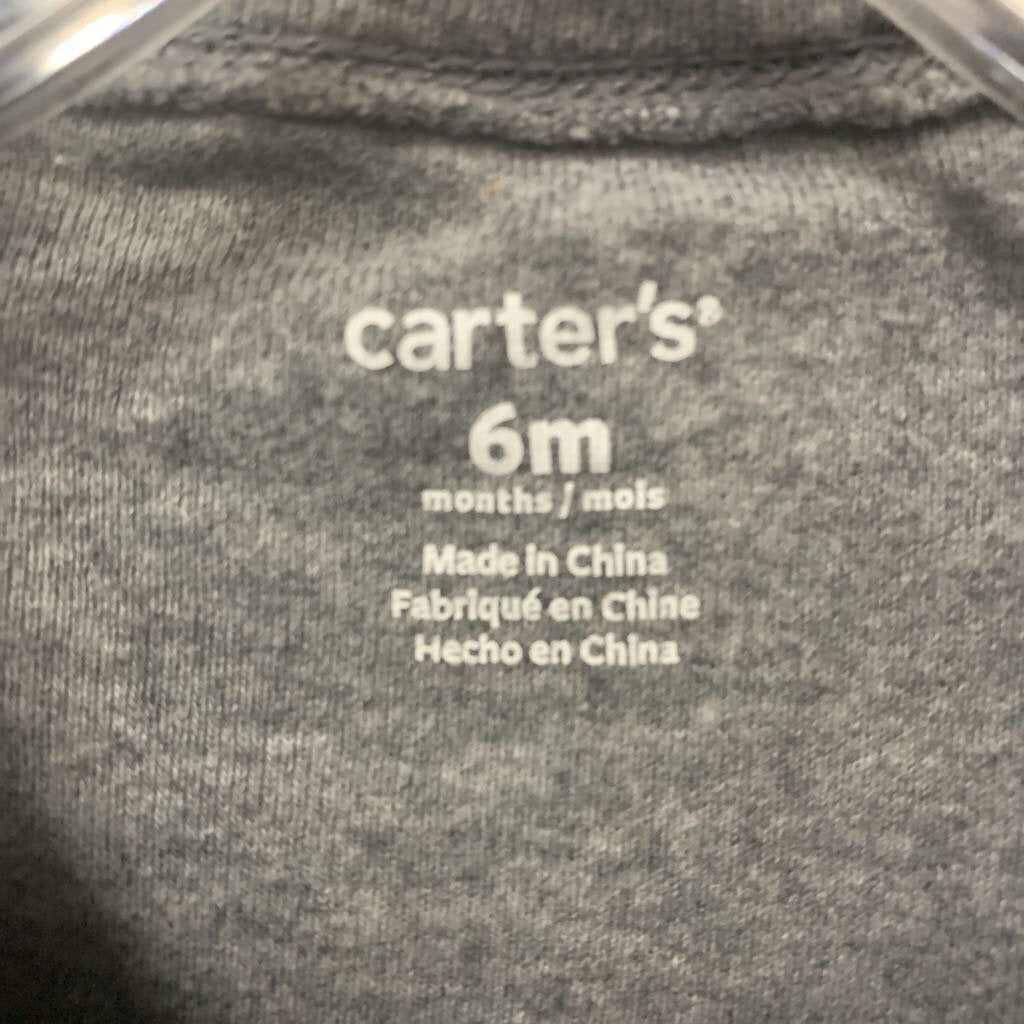 carter's®
6m
months / mois
Made in China
Fabriqué en Chine
Hecho en China